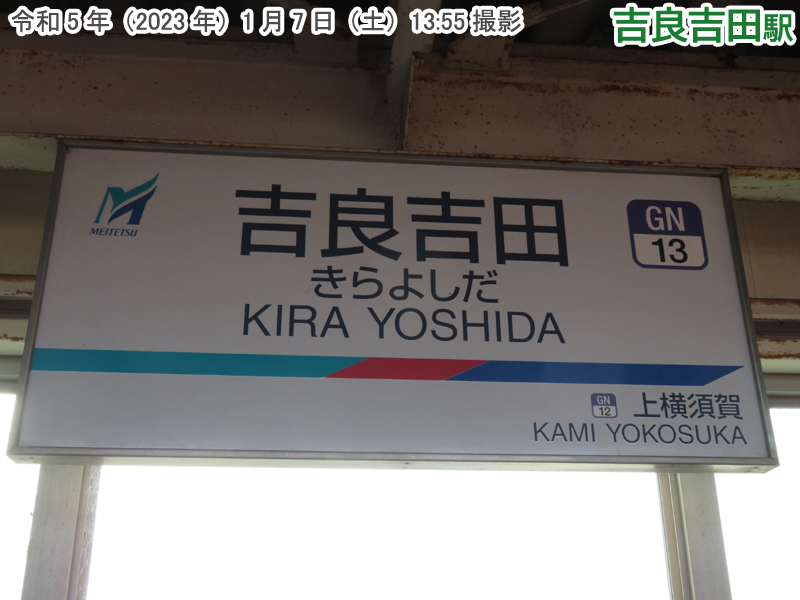 令和5年（2023年）1月7日（土）13:55撮影
吉良吉田駅
MEITETSU
吉良吉田
きらよしだ
KIRA YOSHIDA
GN
13
GN
12
上横須賀
KAMI YOKOSUKA